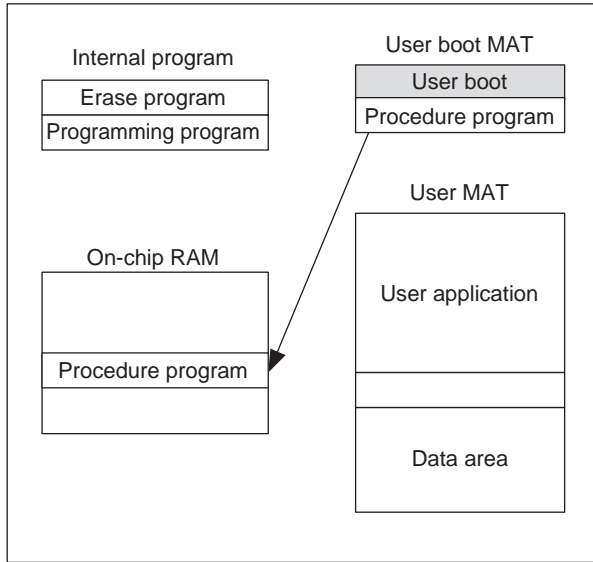 Internal program
Erase program
Programming program
User boot MAT
User boot
Procedure program
On-chip RAM
Procedure program
User MAT
User application
Data area